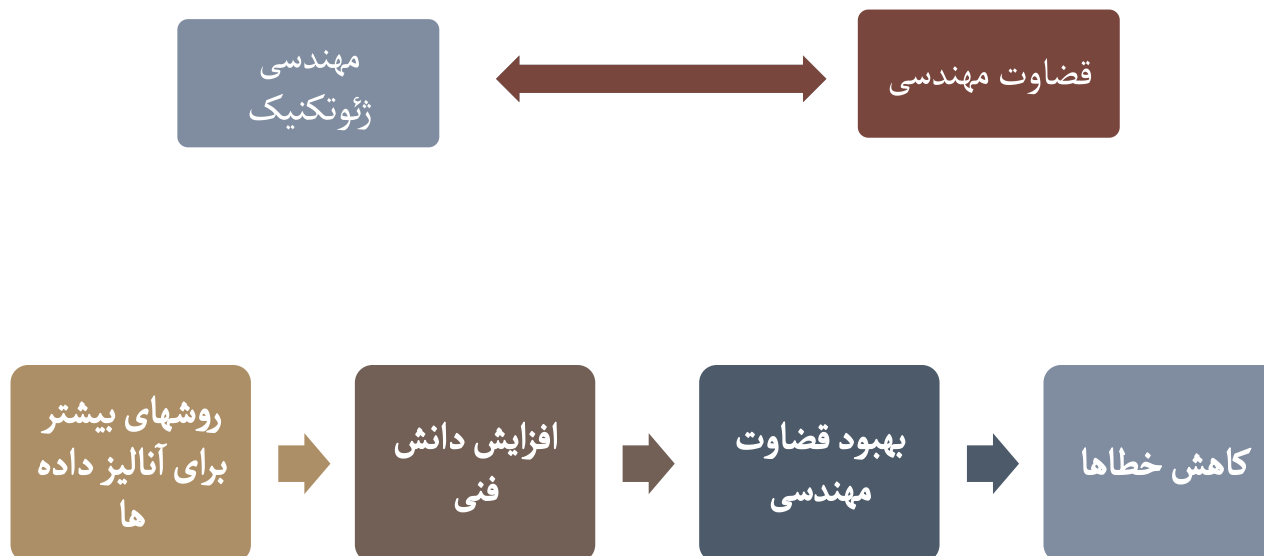 مهندسی
ژئوتکنیک
قضاوت مهندسی
روشهای بیشتر
برای آنالیز داده
ها
افزایش دانش
فنی
بهبود قضاوت
مهندسی
کاهش خطاها